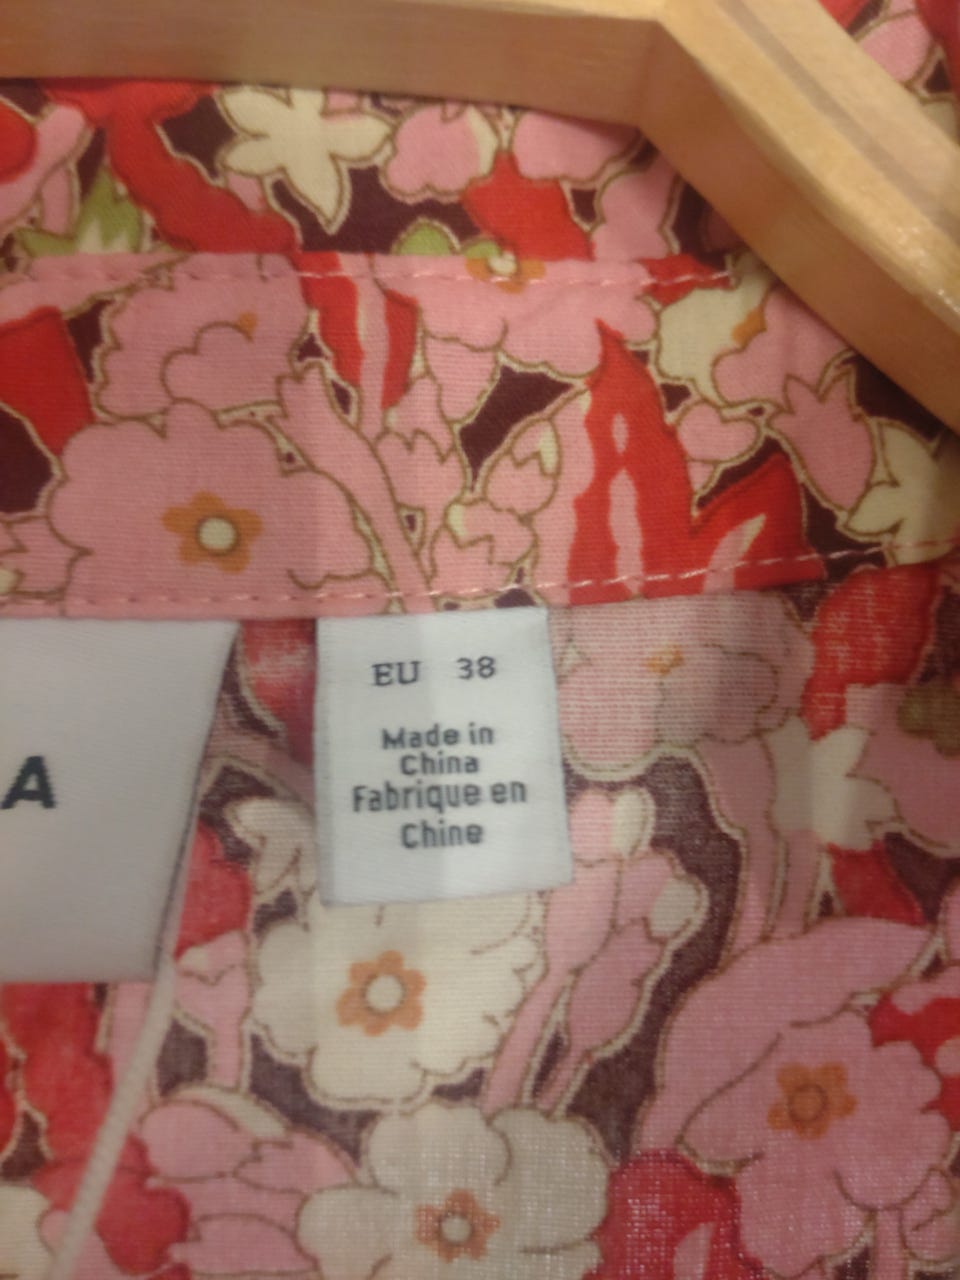 A
EU 38
Made in
China
Fabrique en
Chine